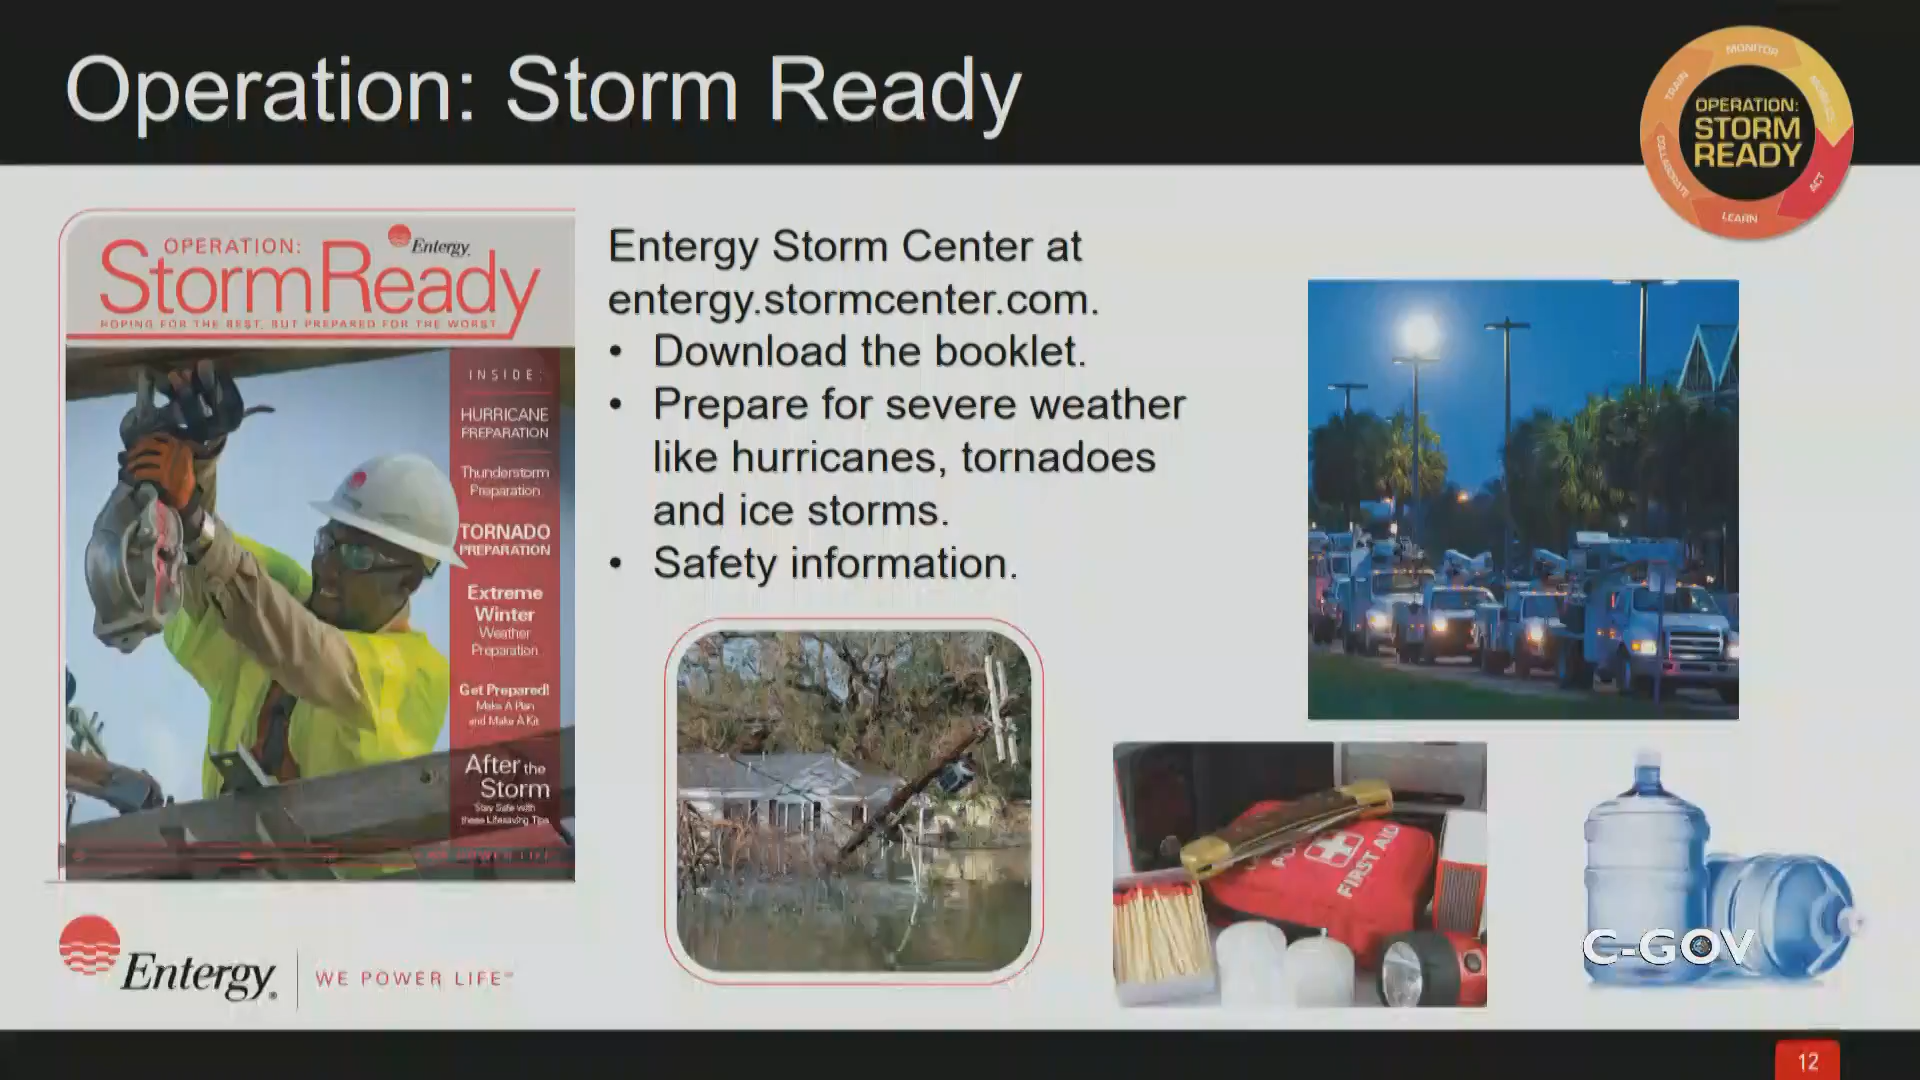 Operation: Storm Ready
MONITOR
TRAIN
OPERATION:
STORM
READY
COLLABORATE
ACT
LEARN
OPERATION:
Entergy
StormReady
HOPING FOR THE BEST, BUT PREPARED FOR THE WORST
INSIDE:
HURRICANE
PREPARATION
Thunderstorm
Preparation
TORNADO
PREPARATION
Extreme
Winter
Weather
Preparation
Get Prepared!
Make A Plan
and Make A Kit
After the
Storm
Stay Safe with
these Lifesaving Tips
Entergy Storm Center at
entergy.stormcenter.com.
• Download the booklet.
• Prepare for severe weather
like hurricanes, tornadoes
and ice storms.
• Safety information.
FIRST AID
C-GOV
Entergy®
WE POWER LIFE℠
12